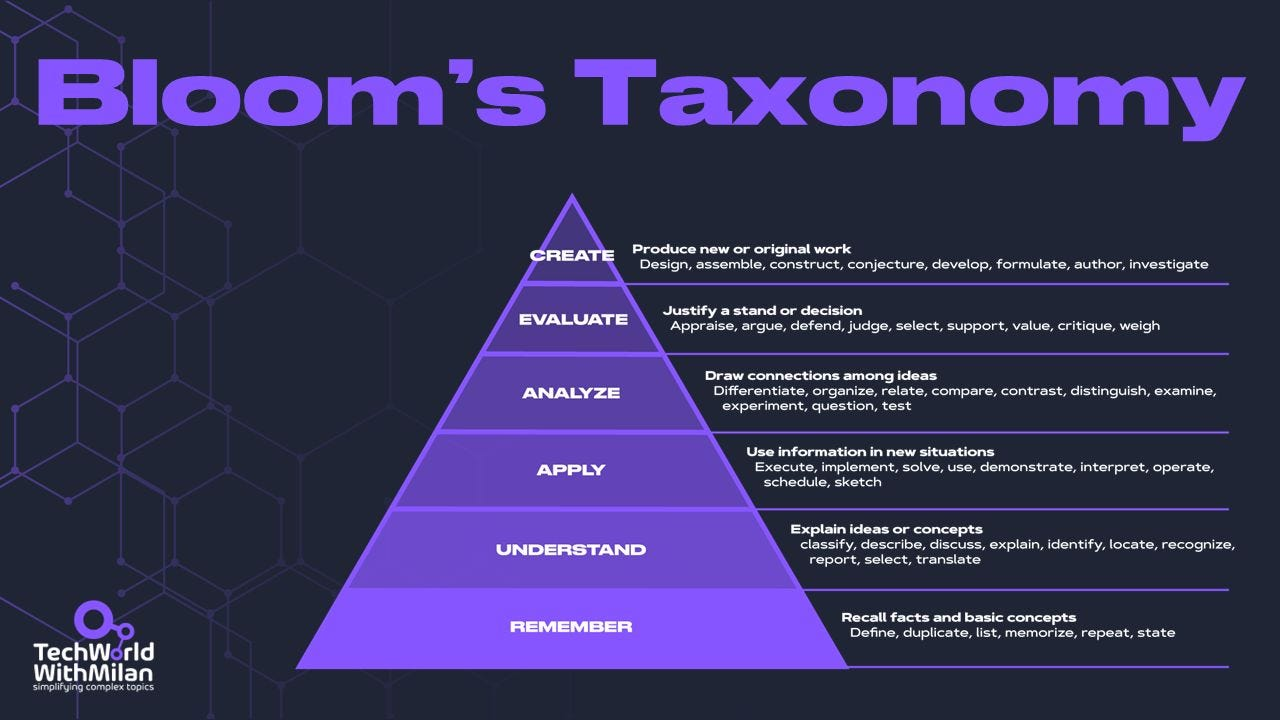 Bloom's Taxonomy
CREATE
Produce new or original work
Design, assemble, construct, conjecture, develop, formulate, author, investigate
EVALUATE
Justify a stand or decision
Appraise, argue, defend, judge, select, support, value, critique, weigh
ANALYZE
Draw connections among ideas
Differentiate, organize, relate, compare, contrast, distinguish, examine,
experiment, question, test
APPLY
Use information in new situations
Execute, implement, solve, use, demonstrate, interpret, operate,
schedule, sketch
UNDERSTAND
Explain ideas or concepts
classify, describe, discuss, explain, identify, locate, recognize,
report, select, translate
REMEMBER
Recall facts and basic concepts
Define, duplicate, list, memorize, repeat, state
TechWorld
WithMilan
simplifying complex topics